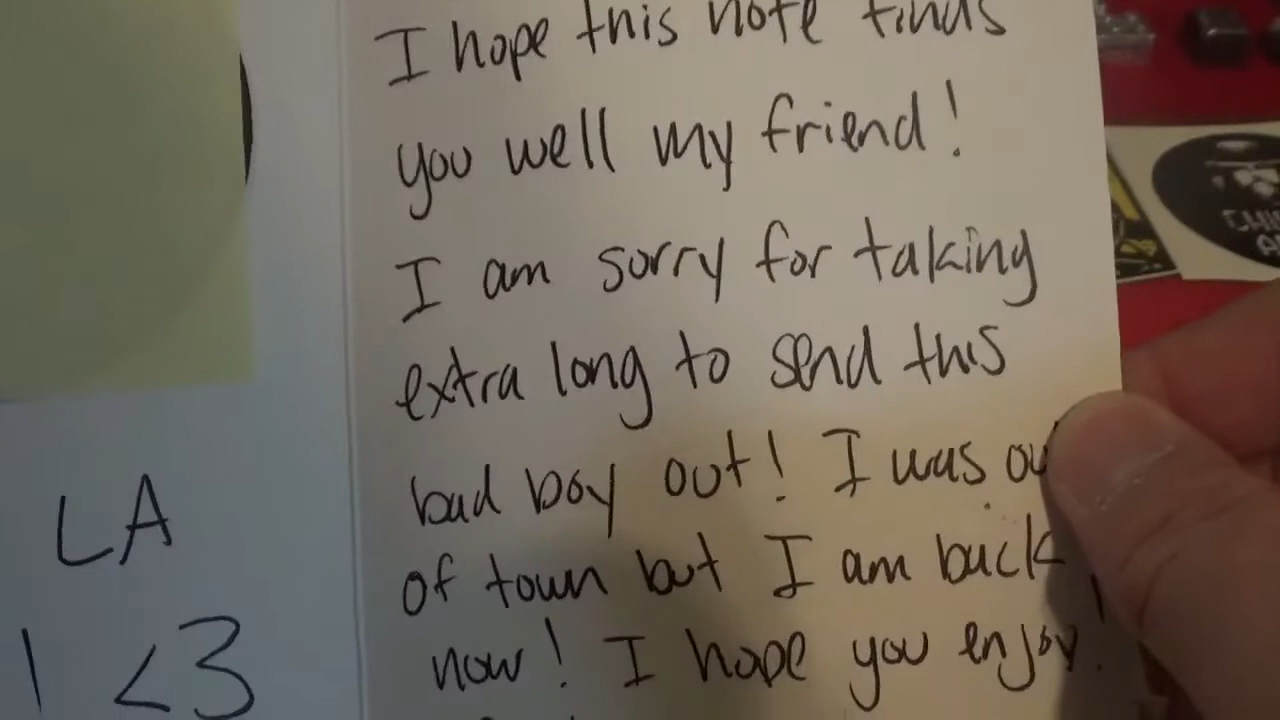 I hope this note finds
you well my friend!
I am sorry for taking
extra long to send this
bad boy out! I was
of town but I am back
now! I hope you enjoy!
LA
<3